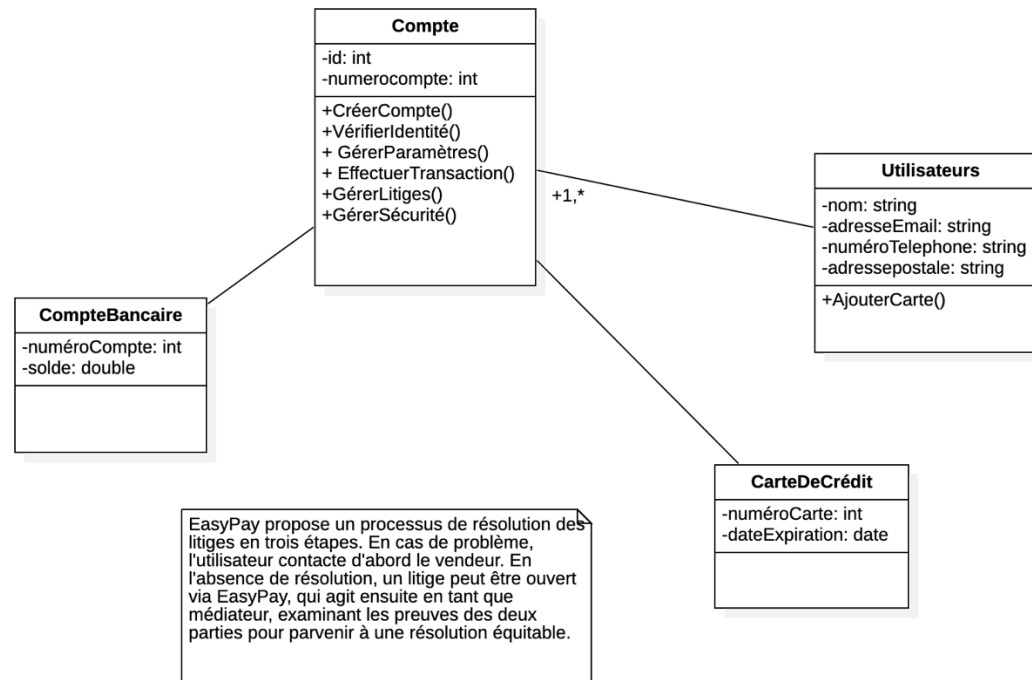 Compte
-id: int
-numerocompte: int
+CréerCompte()
+VérifierIdentité()
+ GérerParamètres()
+ EffectuerTransaction()
+GérerLitiges()
+GérerSécurité()
+1,*
Utilisateurs
-nom: string
-adresseEmail: string
-numéroTelephone: string
-adressepostale: string
+AjouterCarte()
CompteBancaire
-numéroCompte: int
-solde: double
CarteDeCrédit
-numéroCarte: int
-dateExpiration: date
EasyPay propose un processus de résolution des
litiges en trois étapes. En cas de problème,
l'utilisateur contacte d'abord le vendeur. En
l'absence de résolution, un litige peut être ouvert
via EasyPay, qui agit ensuite en tant que
médiateur, examinant les preuves des deux
parties pour parvenir à une résolution équitable.